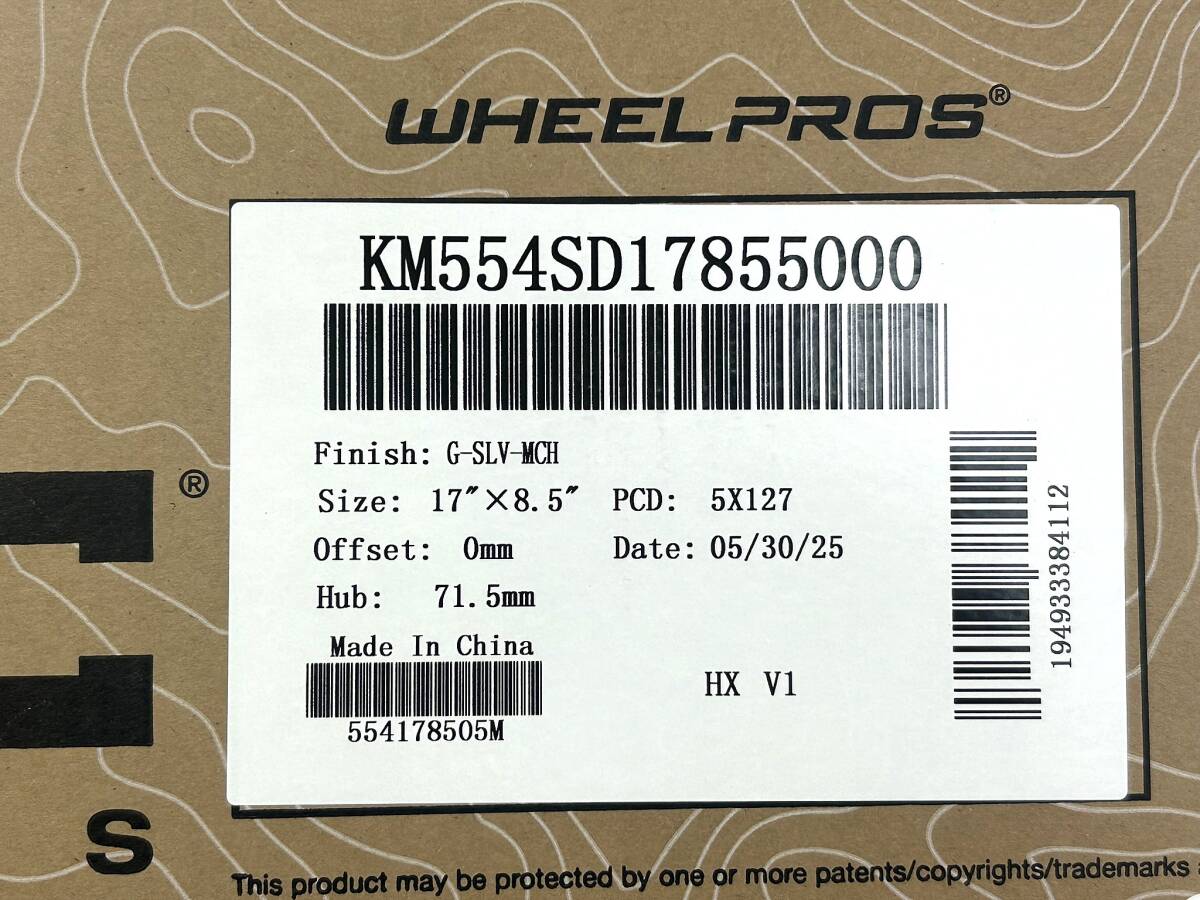 WHEEL PROS®
KM554SD17855000
Finish: G-SLV-MCH
Size: 17″×8.5″ PCD: 5X127
Offset: 0mm Date: 05/30/25
Hub: 71.5mm
Made In China
554178505M
HX V1
194933384112
®
S
This product may be protected by one or more patents/copyrights/trademarks